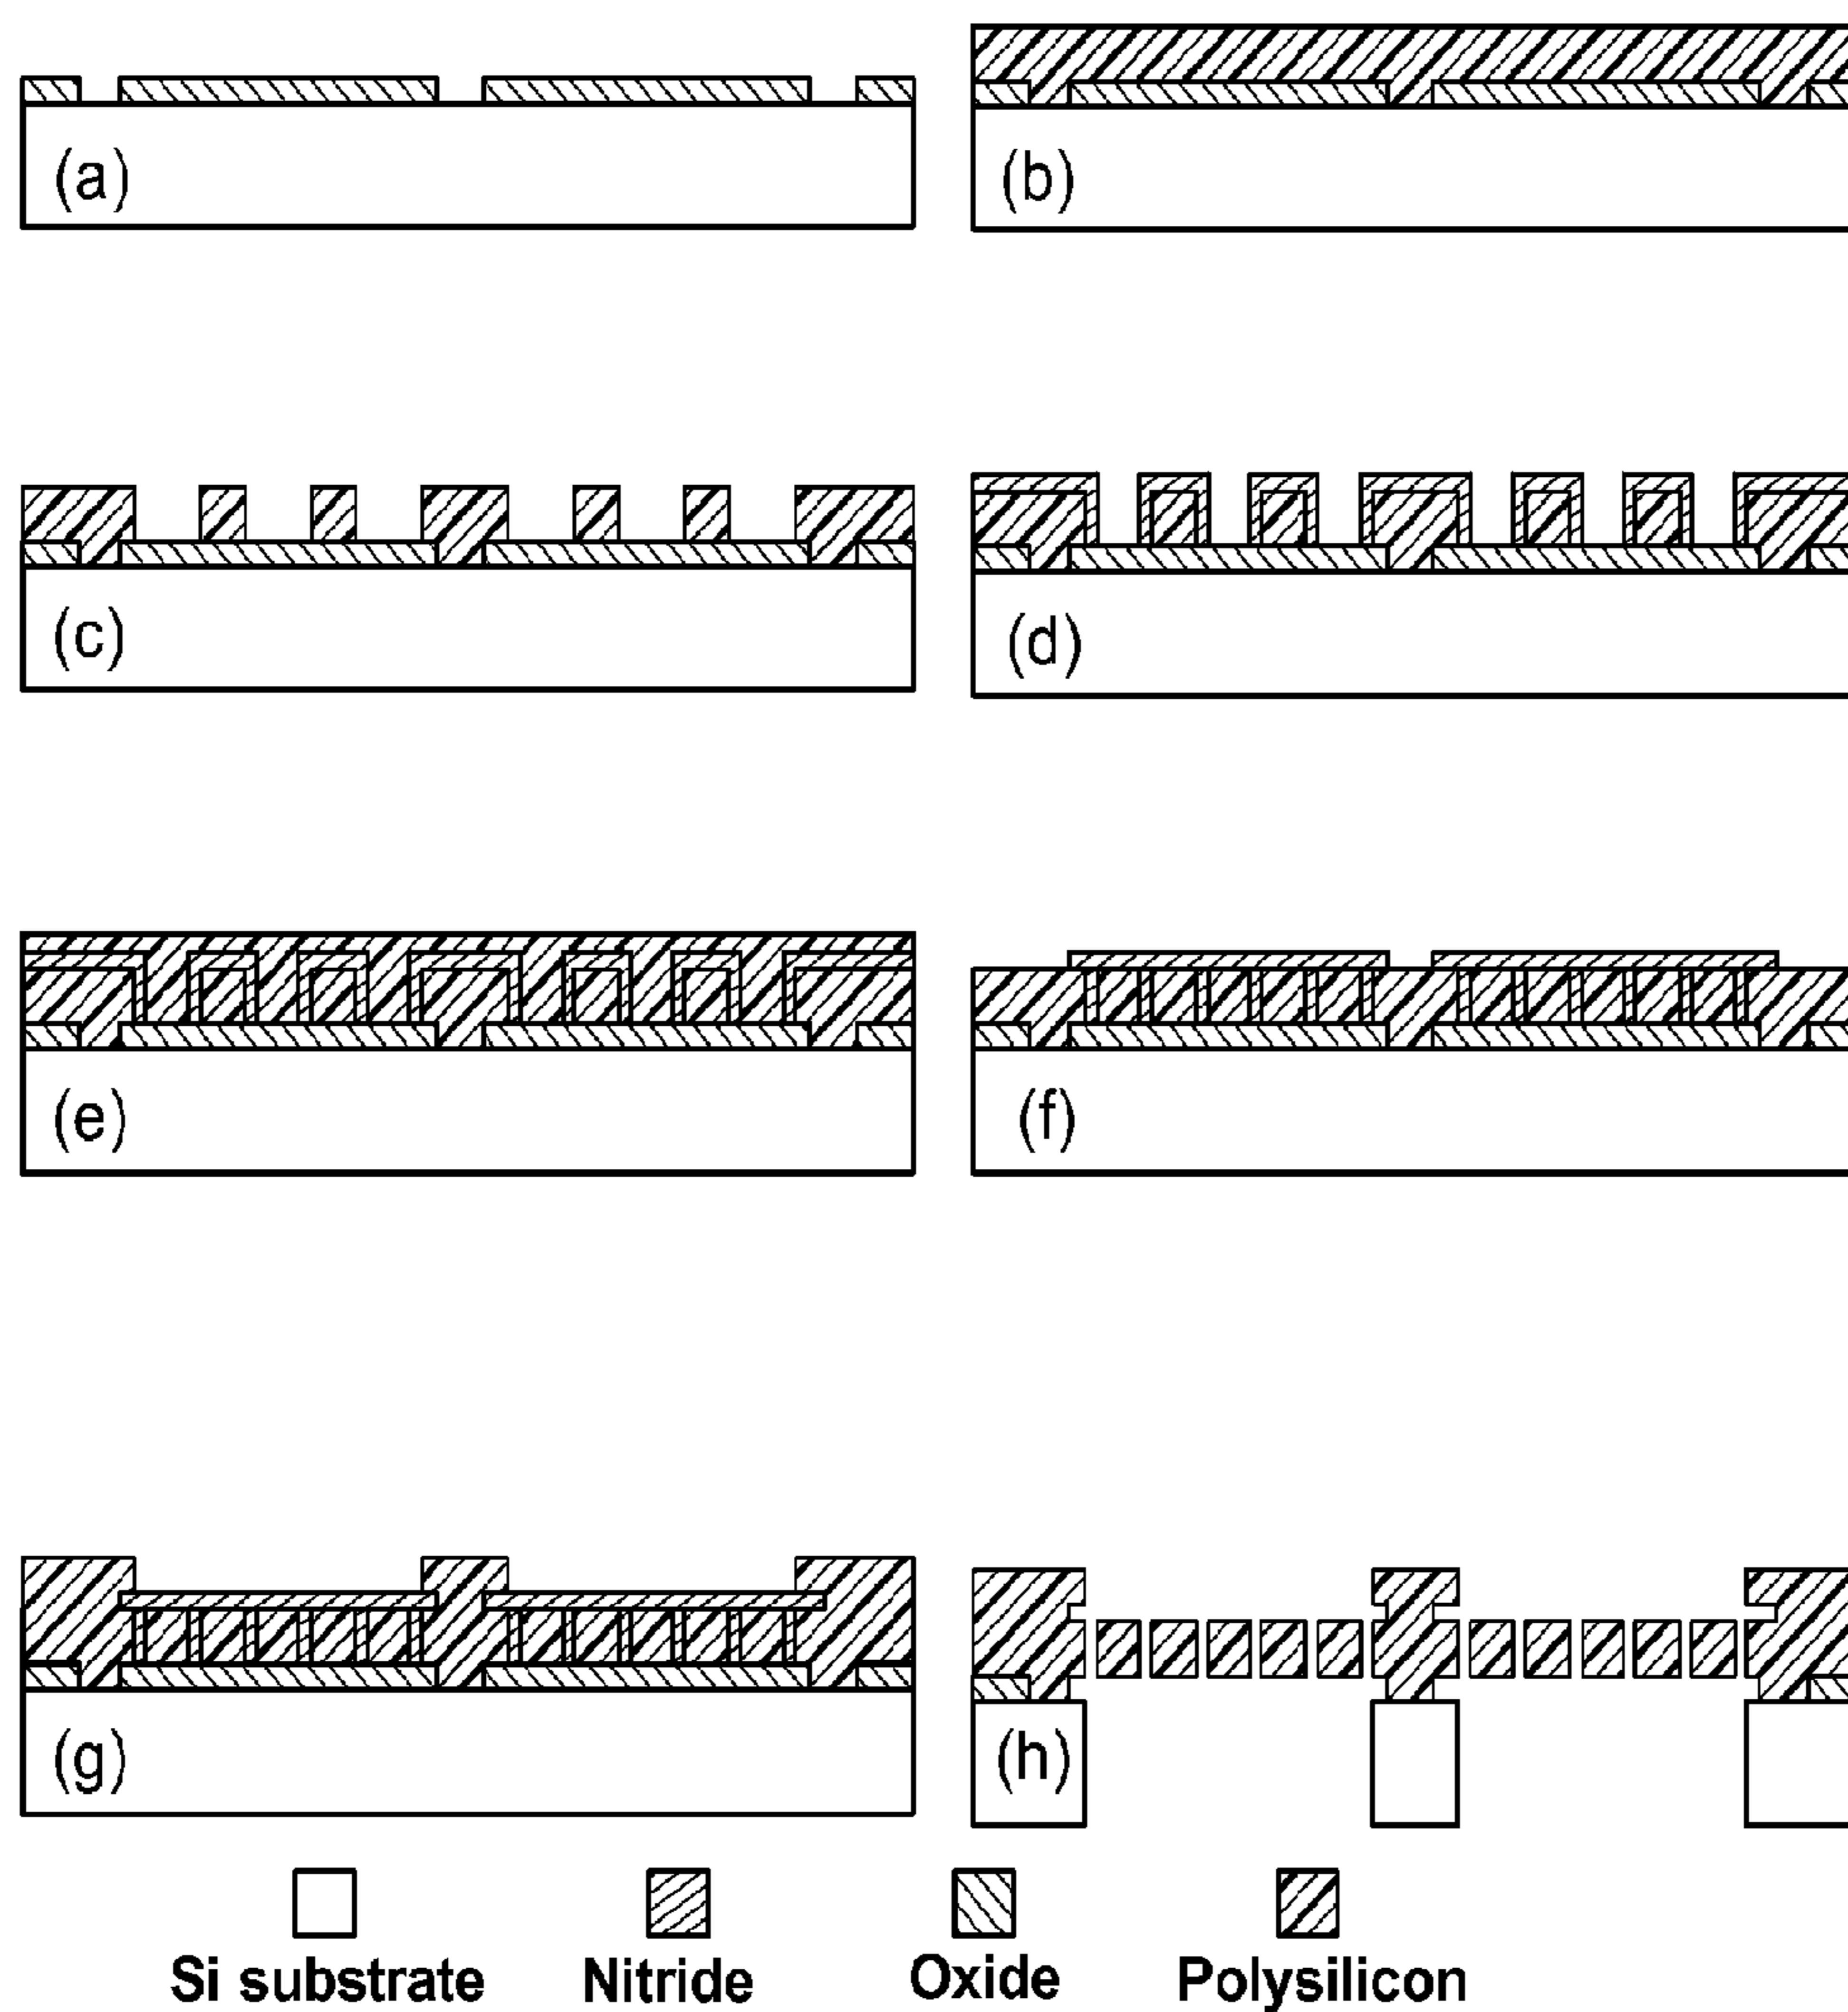 (a)
(b)
(c)
(d)
(e)
(f)
(g)
(h)
Si substrate Nitride Oxide Polysilicon